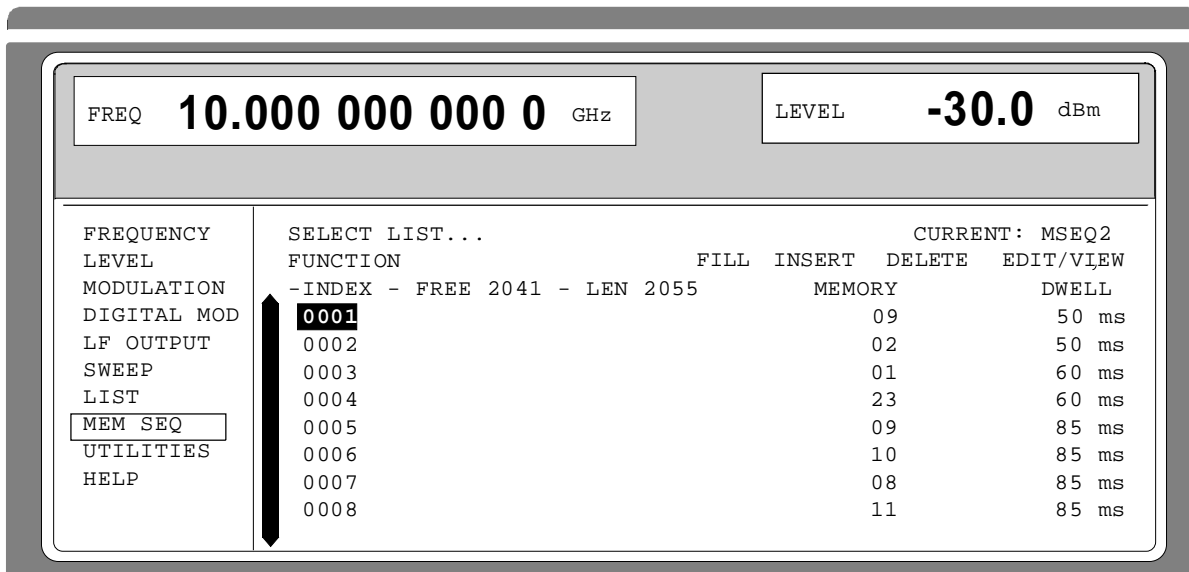 FREQ 10.000 000 000 0 GHz LEVEL -30.0 dBm
FREQUENCY SELECT LIST... CURRENT: MSEQ2
LEVEL FUNCTION FILL INSERT DELETE EDIT/VIEW
MODULATION -INDEX - FREE 2041 - LEN 2055 MEMORY DWELL
DIGITAL MOD 0001 09 50 ms
LF OUTPUT 0002 02 50 ms
SWEEP 0003 01 60 ms
LIST 0004 23 60 ms
MEM SEQ 0005 09 85 ms
UTILITIES 0006 10 85 ms
HELP 0007 08 85 ms
0008 11 85 ms